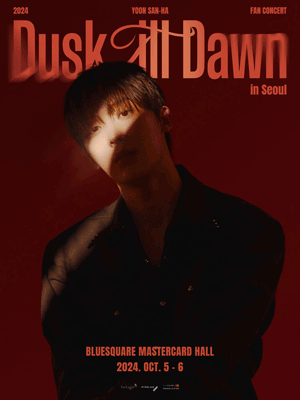 2024 YOON SAN-HA FAN CONCERT
Dusk till Dawn
in Seoul
BLUESQUARE MASTERCARD HALL
2024. OCT. 5 - 6